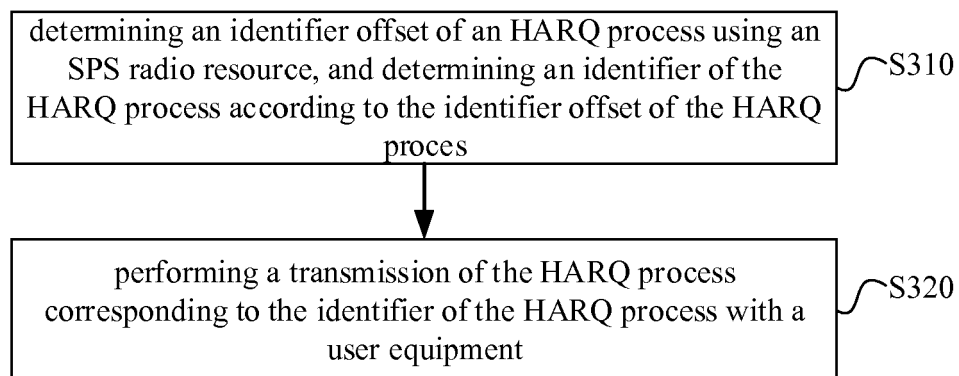 determining an identifier offset of an HARQ process using an
SPS radio resource, and determining an identifier of the
HARQ process according to the identifier offset of the HARQ
proces
S310
performing a transmission of the HARQ process
corresponding to the identifier of the HARQ process with a
user equipment
S320